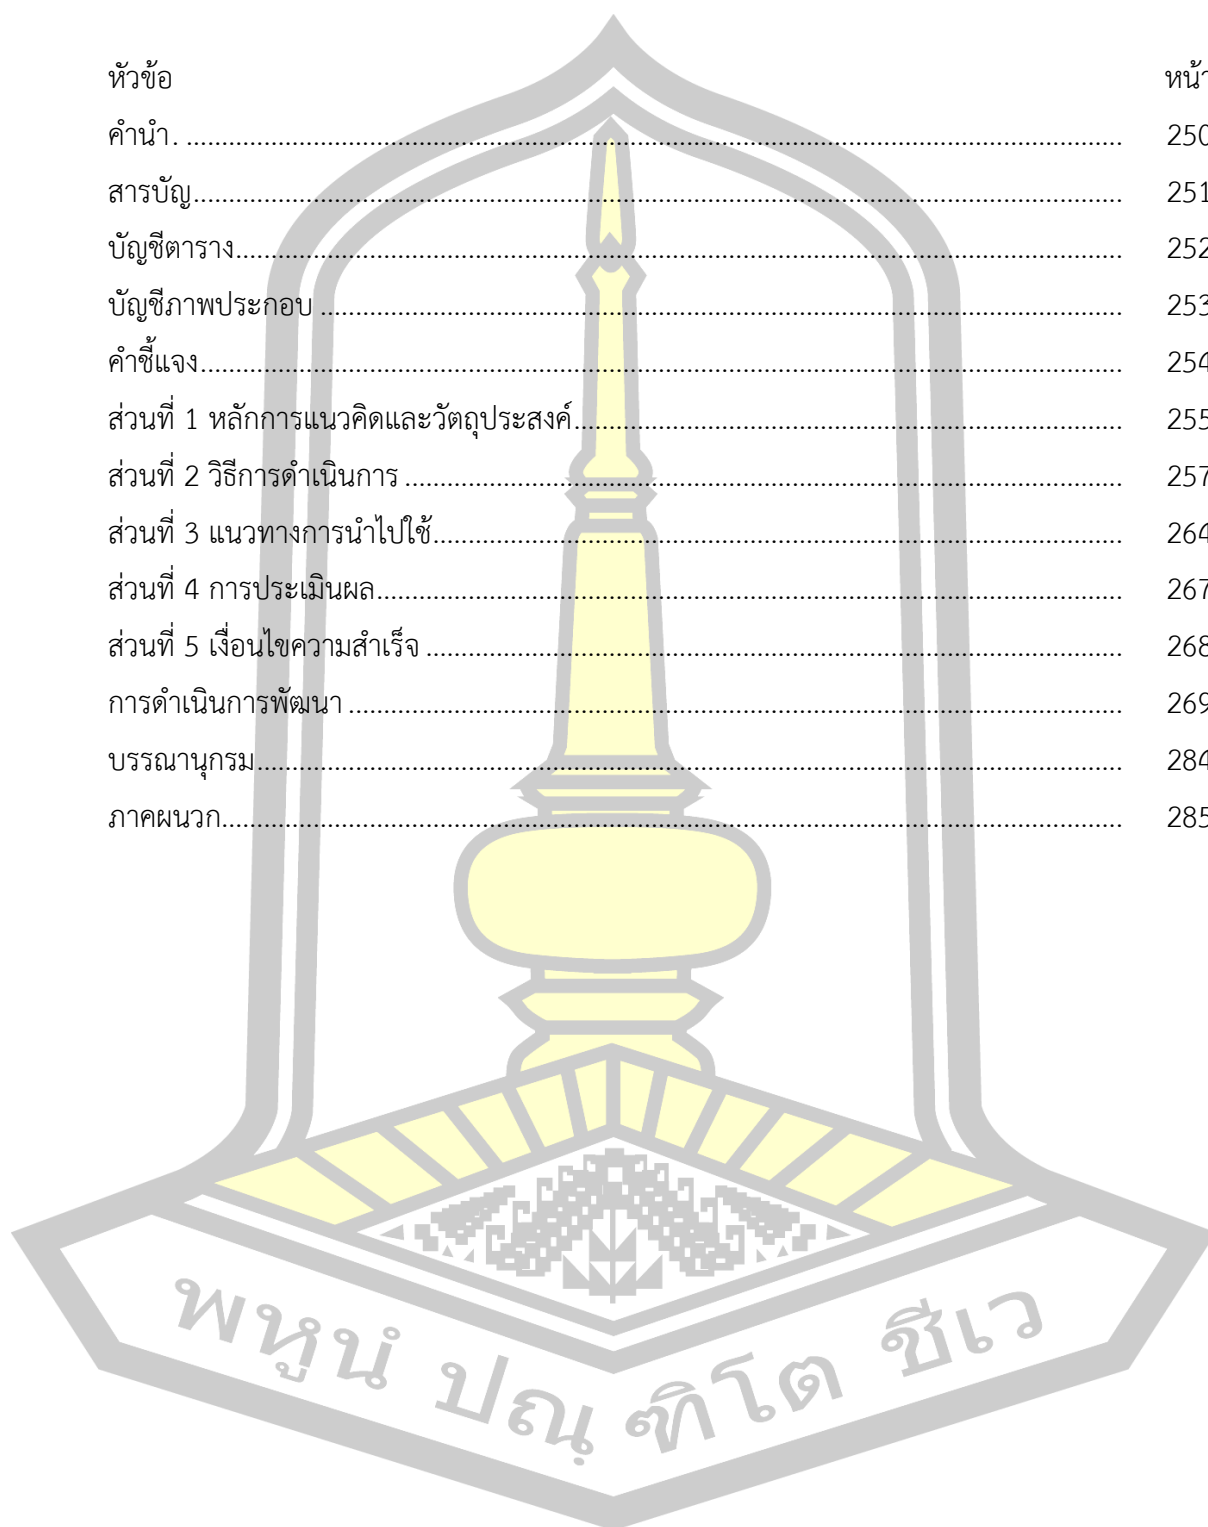 หัวข้อ หน้า
คำนำ. ........................................................................................ 250
สารบัญ........................................................................................ 251
บัญชีตาราง........................................................................................ 252
บัญชีภาพประกอบ ........................................................................................ 253
คำชี้แจง........................................................................................ 254
ส่วนที่ 1 หลักการแนวคิดและวัตถุประสงค์........................................................................................ 255
ส่วนที่ 2 วิธีการดำเนินการ ........................................................................................ 257
ส่วนที่ 3 แนวทางการนำไปใช้........................................................................................ 264
ส่วนที่ 4 การประเมินผล........................................................................................ 267
ส่วนที่ 5 เงื่อนไขความสำเร็จ ........................................................................................ 268
การดำเนินการพัฒนา ........................................................................................ 269
บรรณานุกรม........................................................................................ 284
ภาคผนวก........................................................................................ 285
พหูนํ ปณฺฑิโต ชีเว